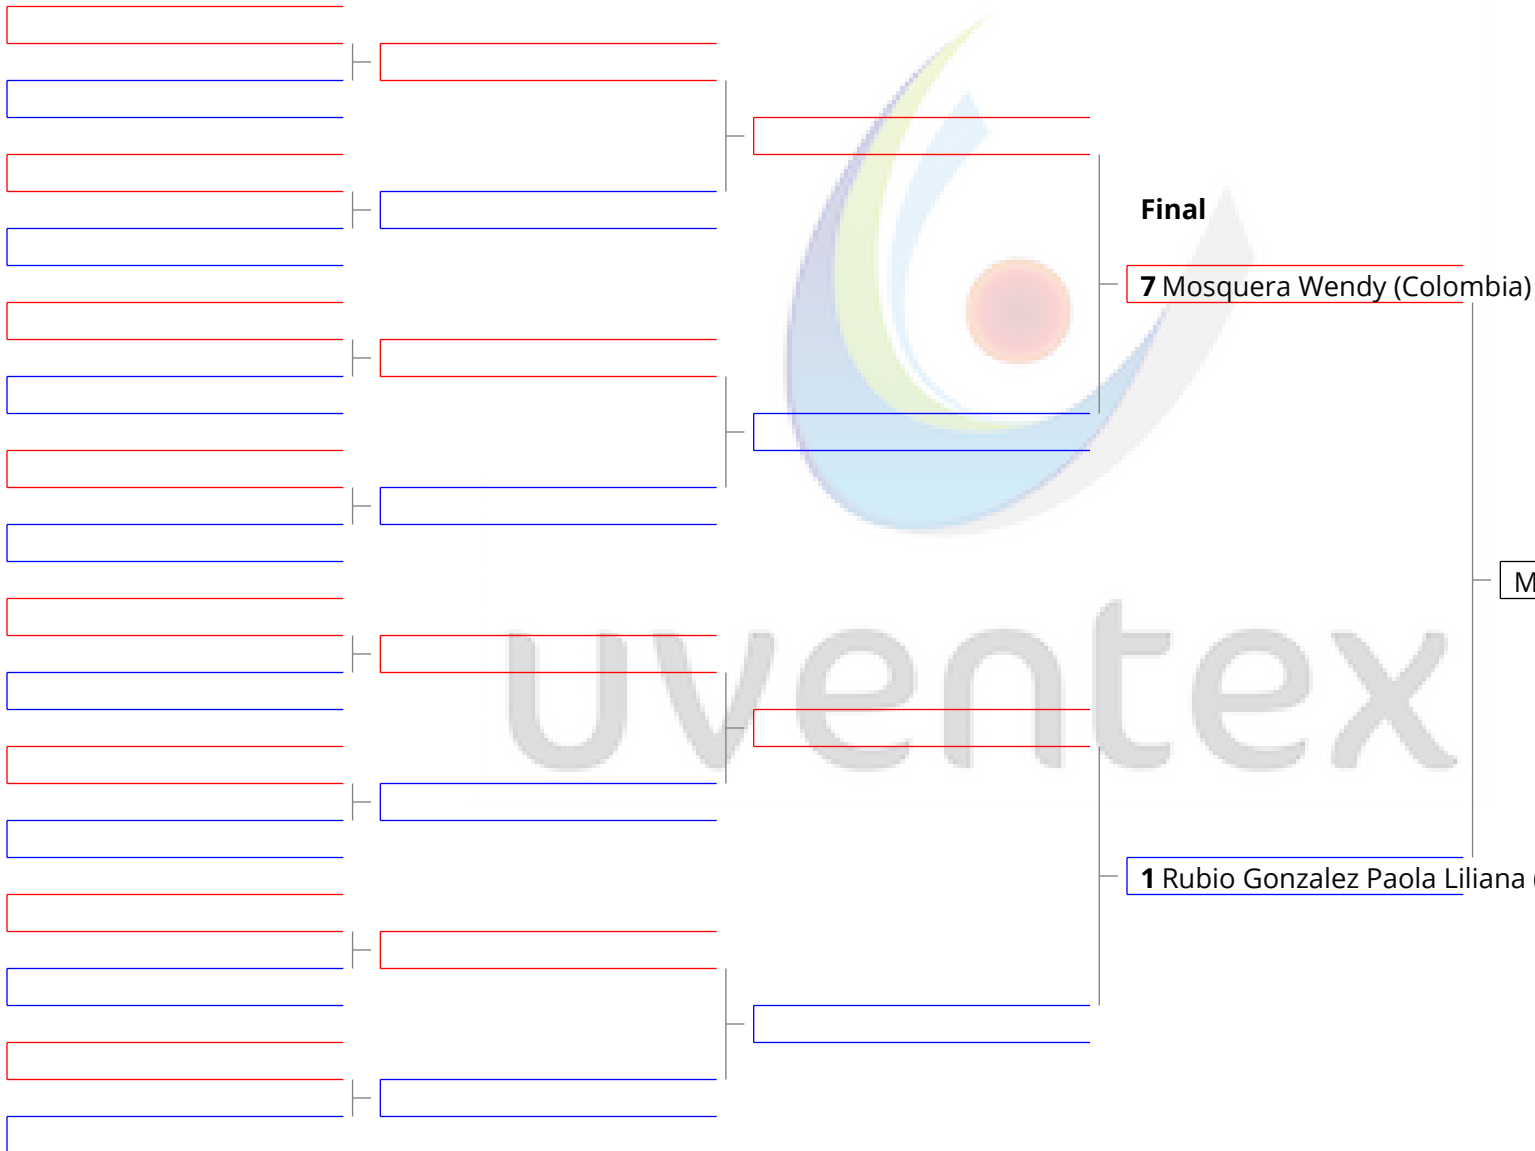 Final
7 Mosquera Wendy (Colombia)
M
uventex
1 Rubio Gonzalez Paola Liliana (